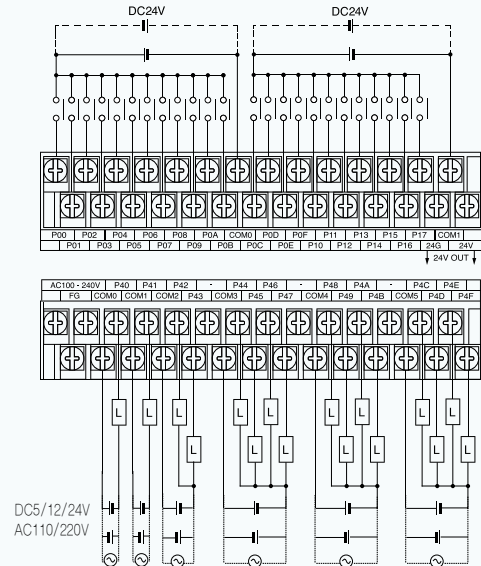 DC24V DC24V
P00 P02 P04 P06 P08 P0A COM0 P0D P0F P11 P13 P15 P17 COM1
P01 P03 P05 P07 P09 P0B P0C P0E P10 P12 P14 P16 24G 24V
24V OUT
AC100 - 240V P40 P41 P42 - P44 P46 - P48 P4A - P4C P4E
FG COM0 COM1 COM2 P43 COM3 P45 P47 COM4 P49 P4B COM5 P4D P4F
L L L L L L L L L
L L L L L L L
DC5/12/24V
AC110/220V